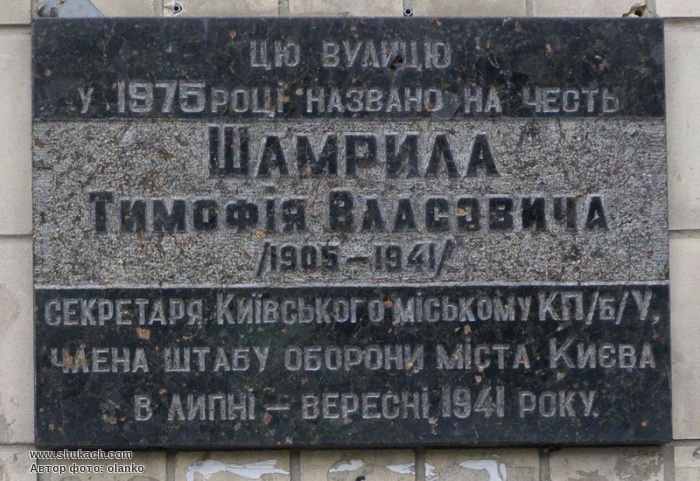 ЦЮ ВУЛИЦЮ
У 1975 РОЦІ НАЗВАНО НА ЧЕСТЬ
ШАМРИЛА
ТИМОФІЯ ВЛАСОВИЧА
/1905 – 1941/
СЕКРЕТАРЯ КИЇВСЬКОГО МІСЬКОМУ КП/б/У,
ЧЛЕНА ШТАБУ ОБОРОНИ МІСТА КИЄВА
В ЛИПНІ – ВЕРЕСНІ 1941 РОКУ.
www.shukach.com
Автор фото: olanko